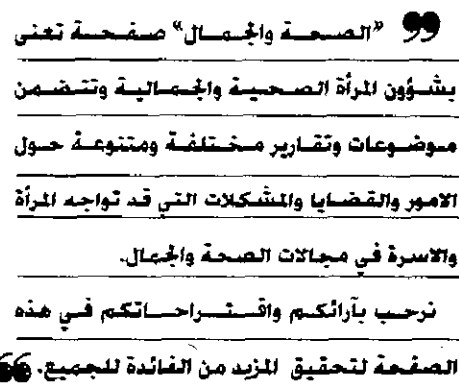 "الصحة والجمال" صفحة تعنى
بشؤون المرأة الصحية والجمالية وتتضمن
موضوعات وتقارير مختلفة ومتنوعة حول
الامور والقضايا والمشكلات التي قد تواجه المرأة
والاسرة في مجالات الصحة والجمال.
نرحب بآرائكم واقتراحاتكم في هذه
الصفحة لتحقيق المزيد من الفائدة للجميع.